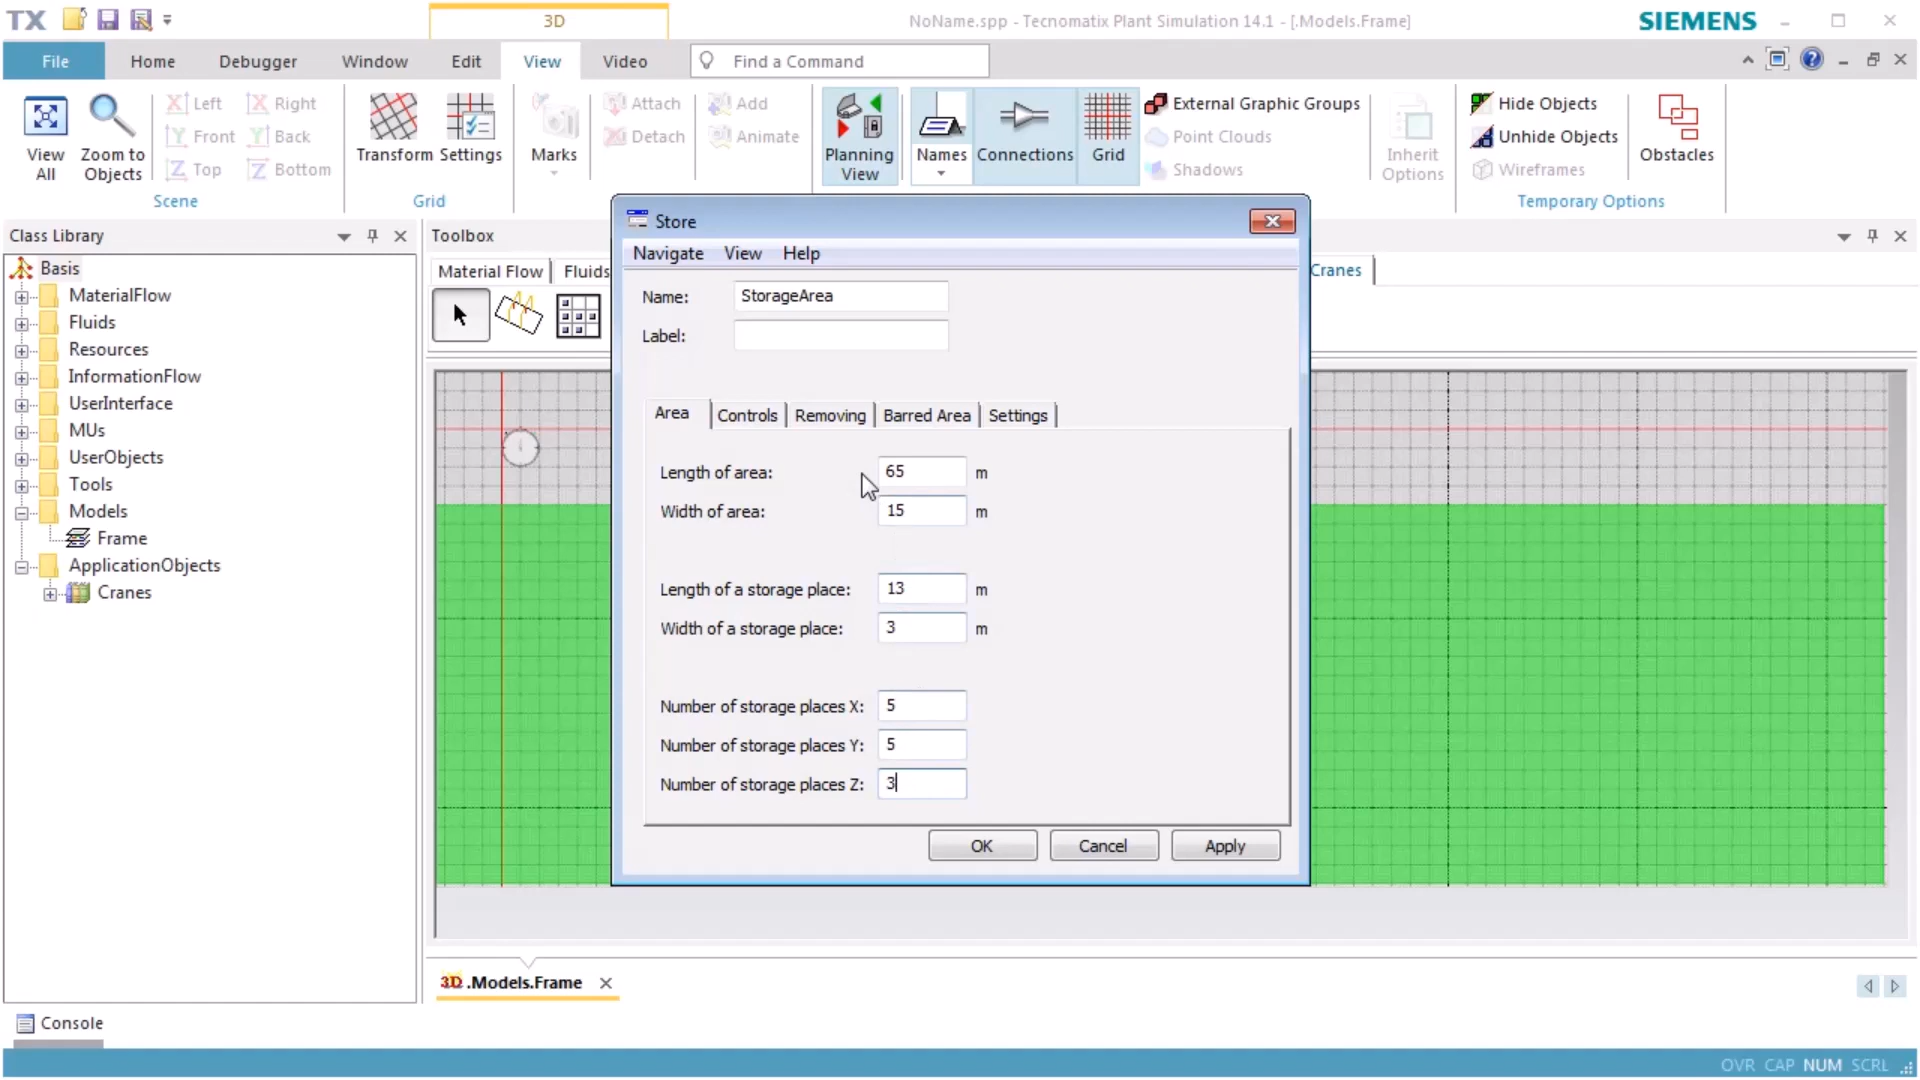 TX
3D
NoName.spp - Tecnomatix Plant Simulation 14.1 - [.Models.Frame]
SIEMENS
File
Home
Debugger
Window
Edit
View
Video
Find a Command
View All
Zoom to Objects
Left
Front
Top
Right
Back
Bottom
Scene
Transform
Settings
Grid
Marks
Attach
Detach
Add
Animate
Planning View
Names
Connections
Grid
External Graphic Groups
Point Clouds
Shadows
Inherit Options
Hide Objects
Unhide Objects
Wireframes
Obstacles
Temporary Options
Class Library
Basis
MaterialFlow
Fluids
Resources
InformationFlow
UserInterface
MUs
UserObjects
Tools
Models
Frame
ApplicationObjects
Cranes
Toolbox
Material Flow
Fluids
Cranes
Store
Navigate View Help
Name: StorageArea
Label:
Area Controls Removing Barred Area Settings
Length of area: 65 m
Width of area: 15 m
Length of a storage place: 13 m
Width of a storage place: 3 m
Number of storage places X: 5
Number of storage places Y: 5
Number of storage places Z: 3
OK Cancel Apply
3D .Models.Frame
Console
OVR CAP NUM SCRL